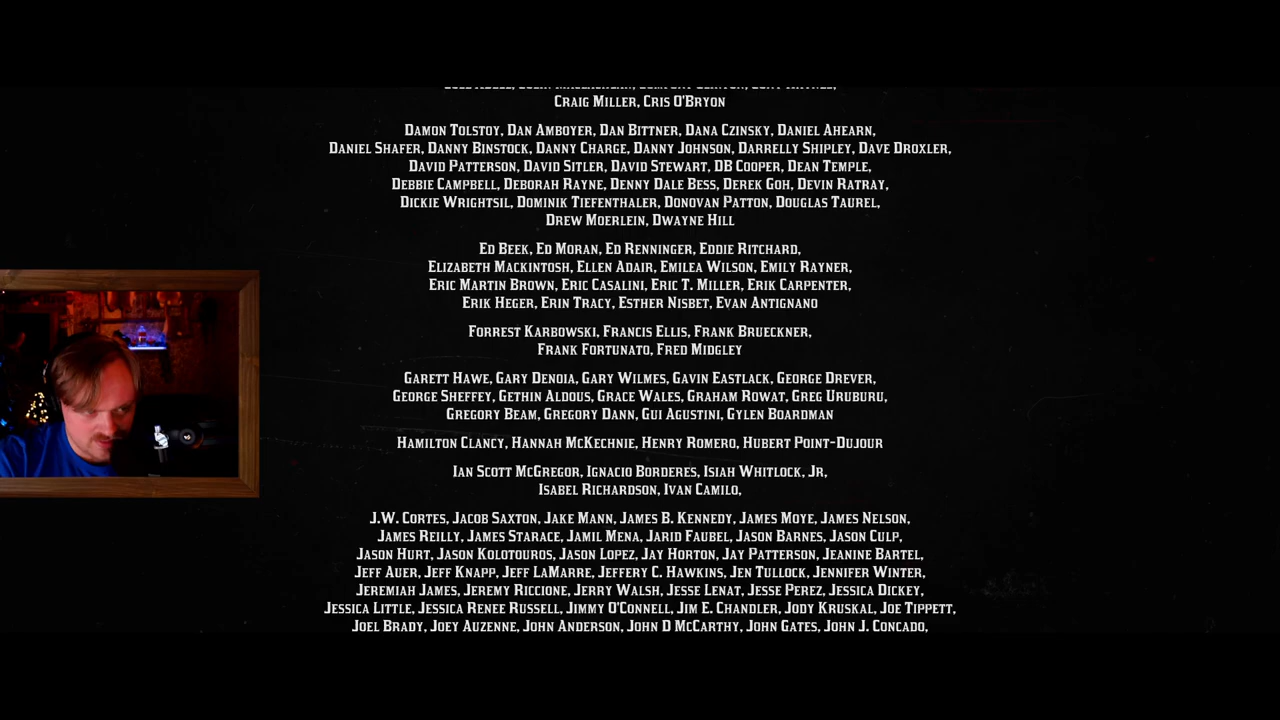 Craig Miller, Cris O'Bryon
Damon Tolstoy, Dan Amboyer, Dan Bittner, Dana Czinsky, Daniel Ahearn,
Daniel Shafer, Danny Binstock, Danny Charge, Danny Johnson, Darrelly Shipley, Dave Droxler,
David Patterson, David Sitler, David Stewart, DB Cooper, Dean Temple,
Debbie Campbell, Deborah Rayne, Denny Dale Bess, Derek Goh, Devin Ratray,
Dickie Wrightsil, Dominik Tiefenthaler, Donovan Patton, Douglas Taurel,
Drew Moerlein, Dwayne Hill
Ed Beek, Ed Moran, Ed Renninger, Eddie Ritchard,
Elizabeth Mackintosh, Ellen Adair, Emilea Wilson, Emily Rayner,
Eric Martin Brown, Eric Casalini, Eric T. Miller, Erik Carpenter,
Erik Heger, Erin Tracy, Esther Nisbet, Evan Antignano
Forrest Karbowski, Francis Ellis, Frank Brueckner,
Frank Fortunato, Fred Midgley
Garett Hawe, Gary Denoia, Gary Wilmes, Gavin Eastlack, George Drever,
George Sheffey, Gethin Aldous, Grace Wales, Graham Rowat, Greg Uruburu,
Gregory Beam, Gregory Dann, Gui Agustini, Gylen Boardman
Hamilton Clancy, Hannah McKechnie, Henry Romero, Hubert Point-Dujour
Ian Scott McGregor, Ignacio Borderes, Isiah Whitlock, Jr,
Isabel Richardson, Ivan Camilo,
J.W. Cortes, Jacob Saxton, Jake Mann, James B. Kennedy, James Moye, James Nelson,
James Reilly, James Starace, Jamil Mena, Jarid Faubel, Jason Barnes, Jason Culp,
Jason Hurt, Jason Kolotouros, Jason Lopez, Jay Horton, Jay Patterson, Jeanine Bartel,
Jeff Auer, Jeff Knapp, Jeff LaMarre, Jeffery C. Hawkins, Jen Tullock, Jennifer Winter,
Jeremiah James, Jeremy Riccione, Jerry Walsh, Jesse Lenat, Jesse Perez, Jessica Dickey,
Jessica Little, Jessica Renee Russell, Jimmy O'Connell, Jim E. Chandler, Jody Kruskal, Joe Tippett,
Joel Brady, Joey Auzenne, John Anderson, John D McCarthy, John Gates, John J. Concado,